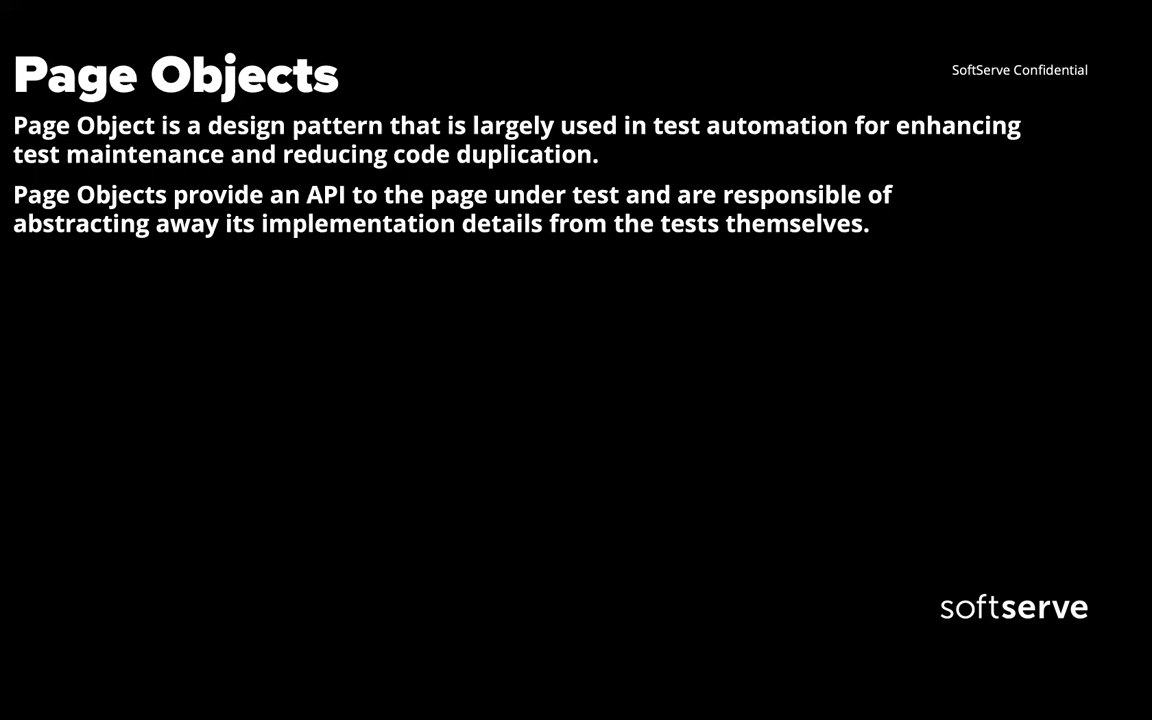 Page Objects
SoftServe Confidential
Page Object is a design pattern that is largely used in test automation for enhancing
test maintenance and reducing code duplication.
Page Objects provide an API to the page under test and are responsible of
abstracting away its implementation details from the tests themselves.
softserve